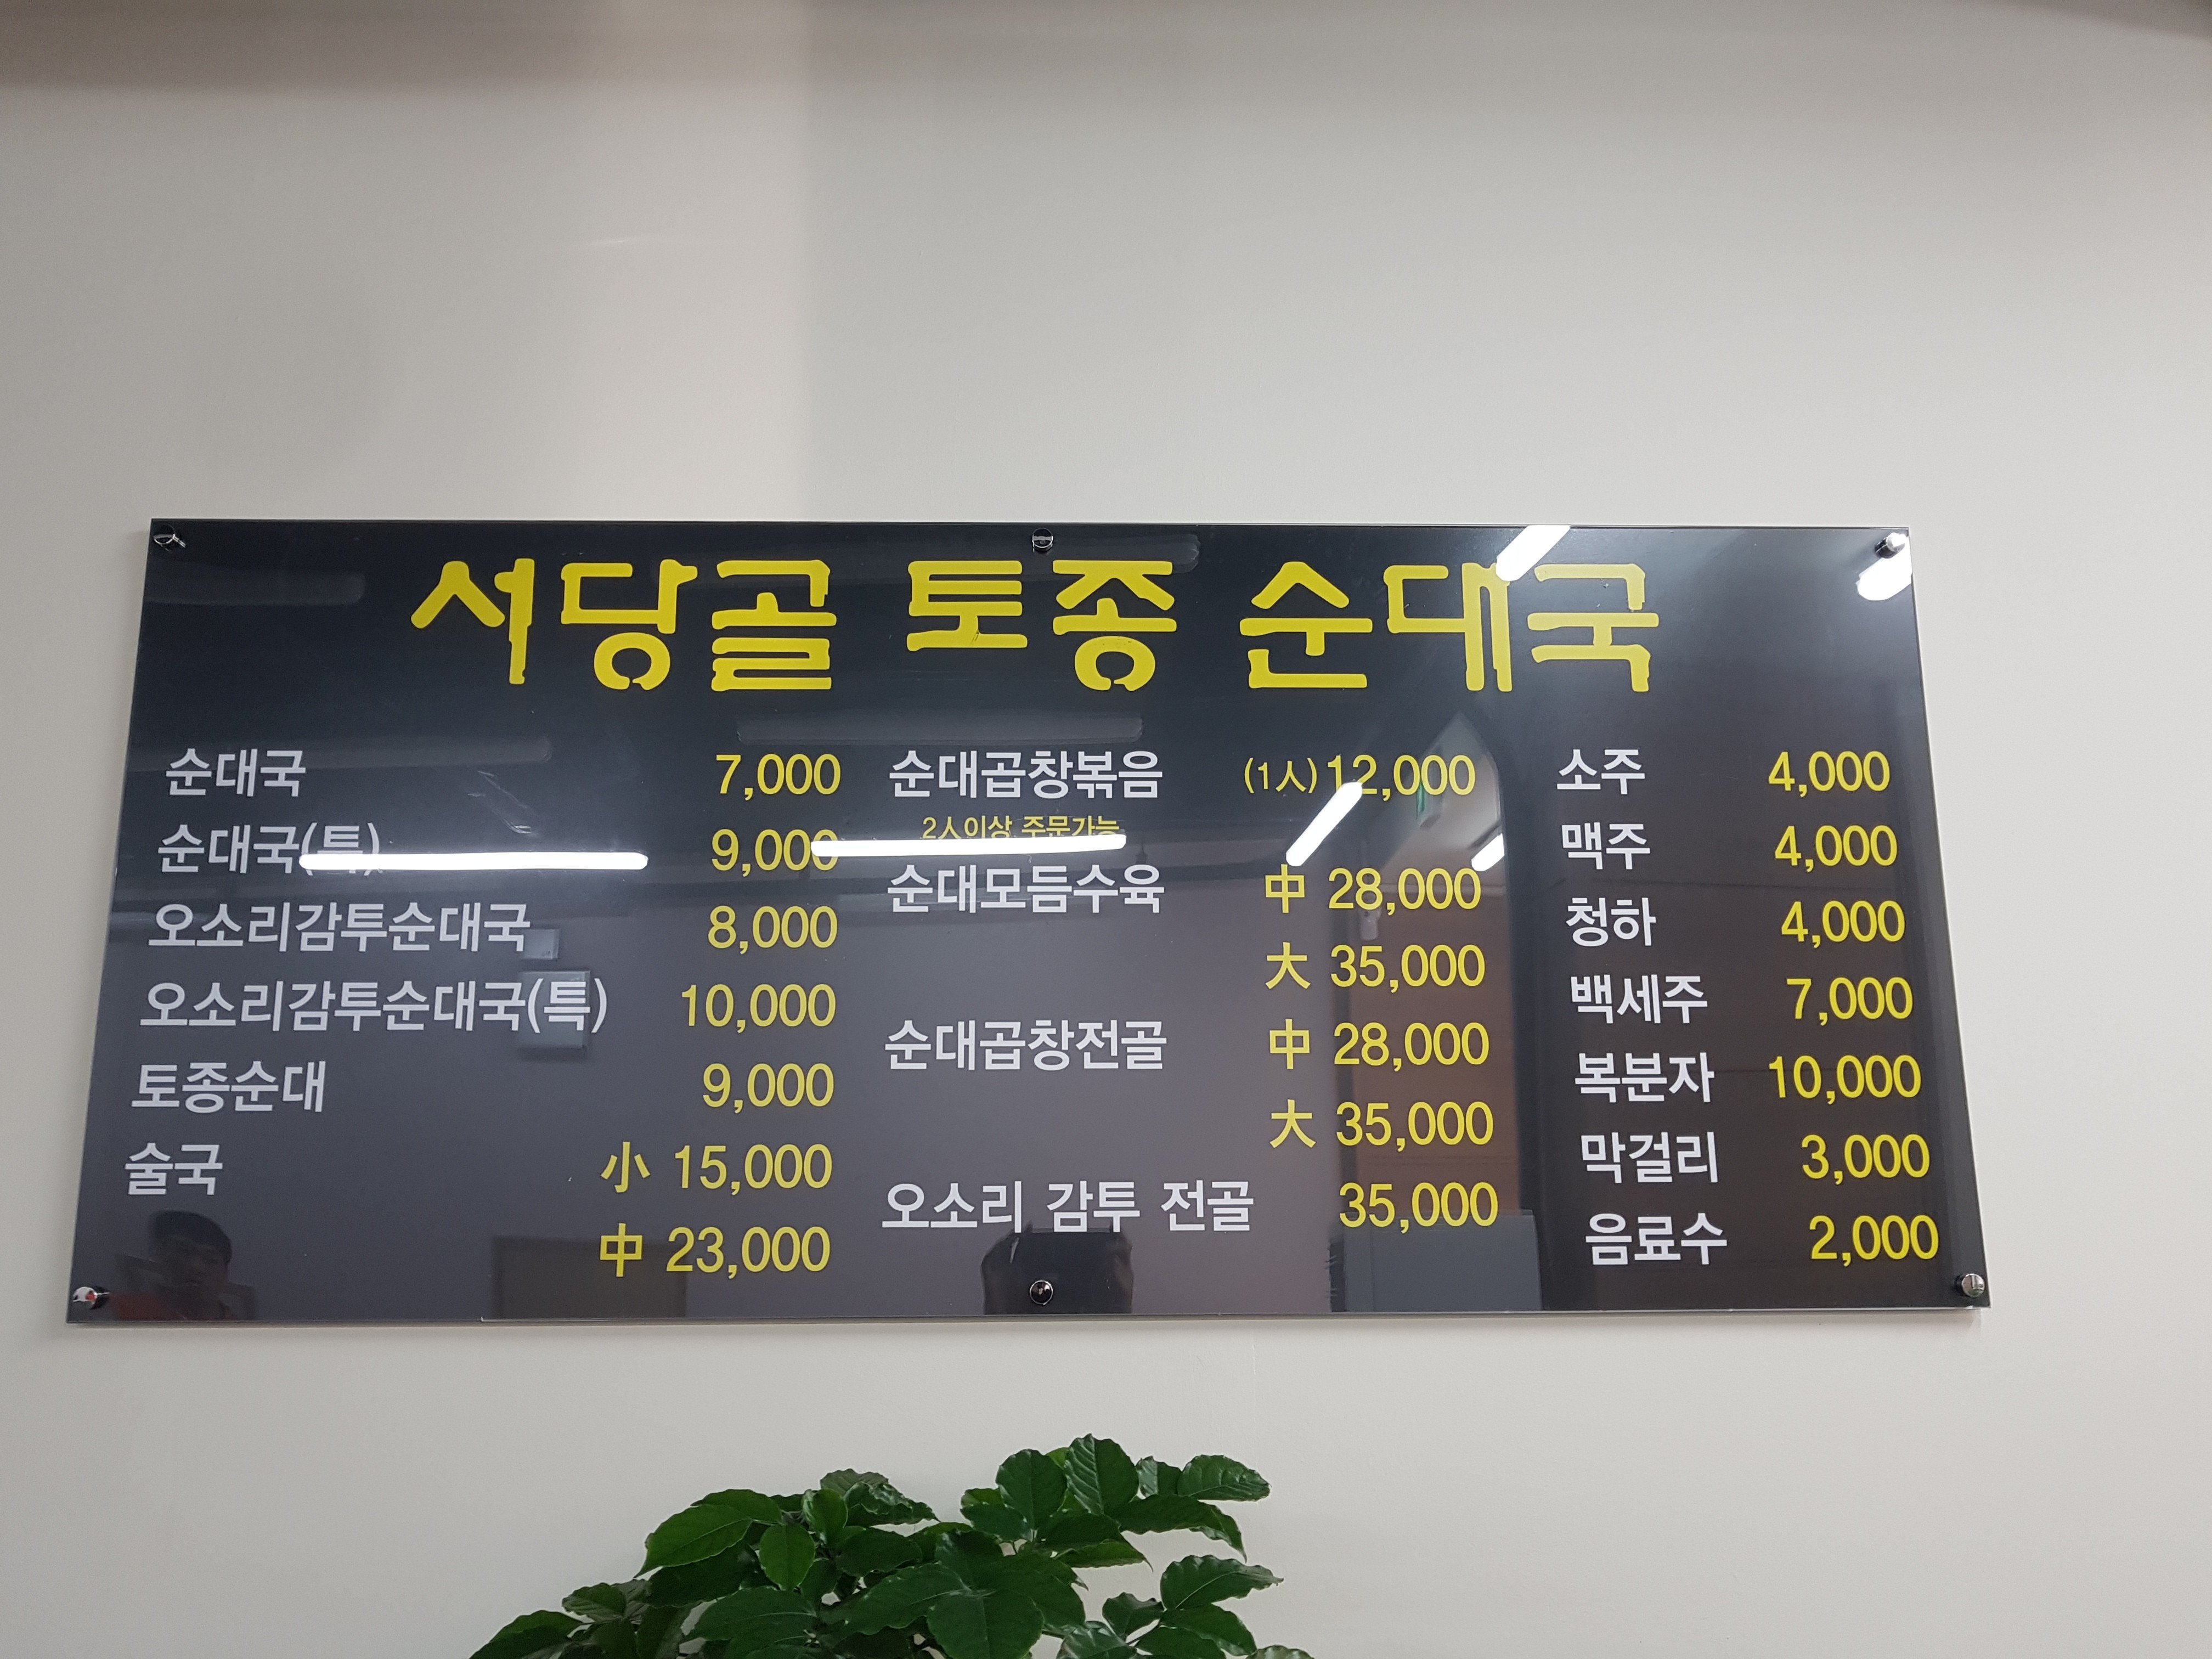 서당골 토종 순대국
순대국 7,000
순대국(특) 9,000
오소리감투순대국 8,000
오소리감투순대국(특) 10,000
토종순대 9,000
술국 小 15,000
中 23,000
순대곱창볶음 (1人)12,000
2人이상 주문가능
순대모듬수육 中 28,000
大 35,000
순대곱창전골 中 28,000
大 35,000
오소리 감투 전골 35,000
소주 4,000
맥주 4,000
청하 4,000
백세주 7,000
복분자 10,000
막걸리 3,000
음료수 2,000